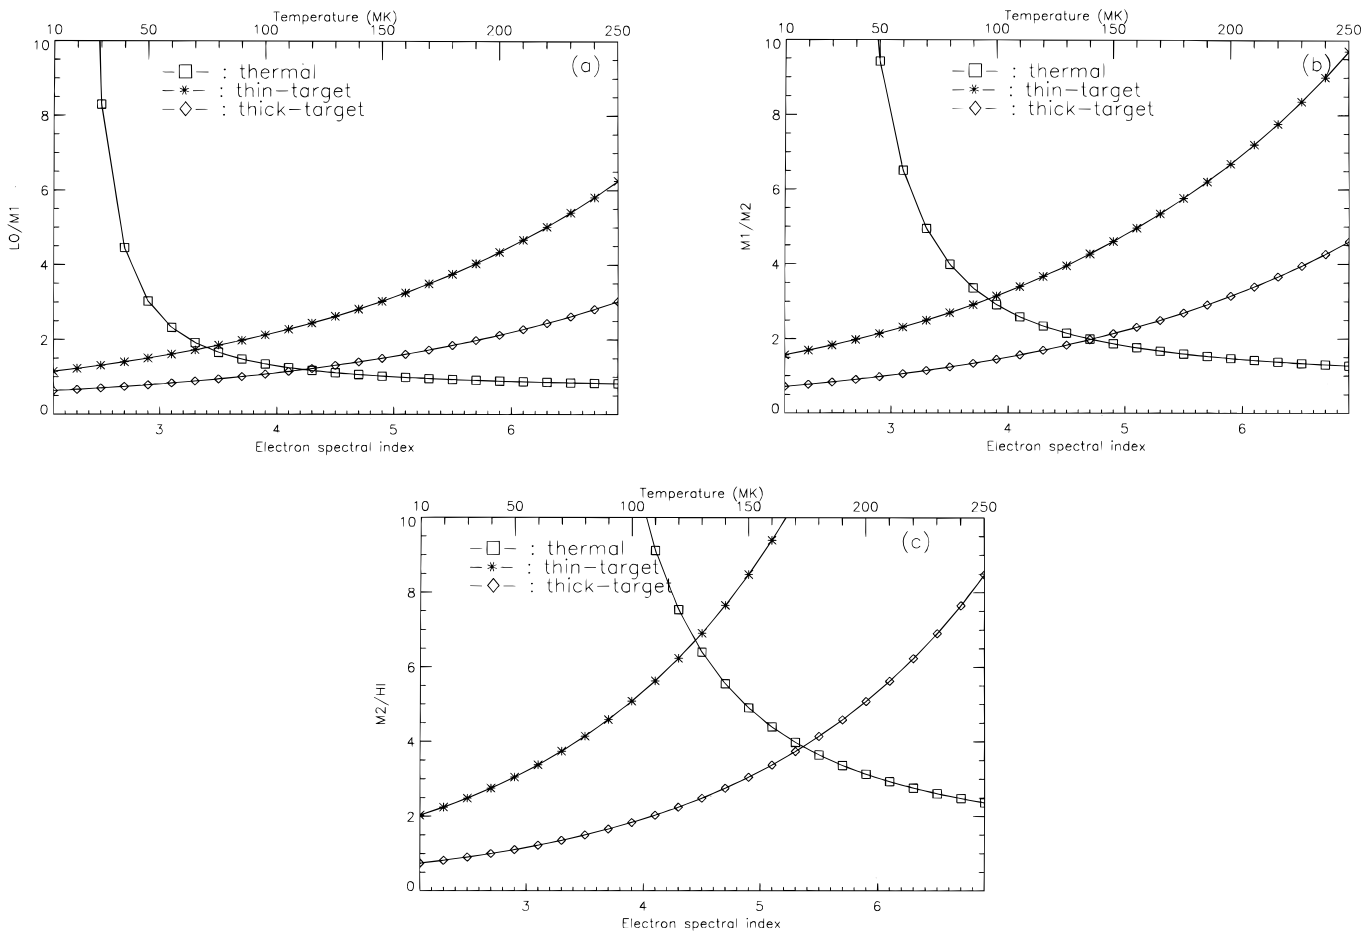 Temperature (MK)
10 50 100 150 200 250
10
8
6
4
2
0
LO/M1
(a)
—□— : thermal
—*— : thin-target
—◇— : thick-target
3 4 5 6
Electron spectral index
Temperature (MK)
10 50 100 150 200 250
10
8
6
4
2
0
M1/M2
(b)
—□— : thermal
—*— : thin-target
—◇— : thick-target
3 4 5 6
Electron spectral index
Temperature (MK)
10 50 100 150 200 250
10
8
6
4
2
0
M2/HI
(c)
—□— : thermal
—*— : thin-target
—◇— : thick-target
3 4 5 6
Electron spectral index